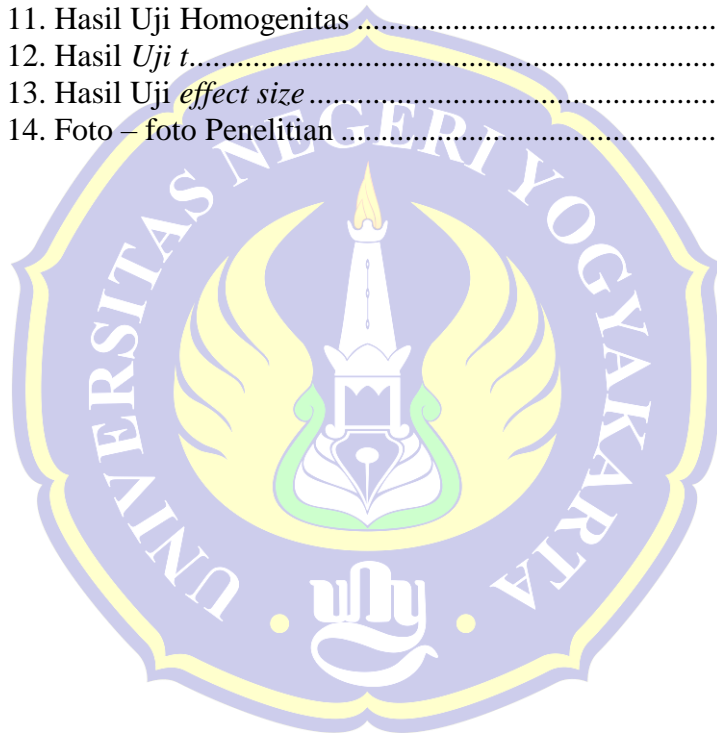 11. Hasil Uji Homogenitas ................................................
12. Hasil Uji t......................................................................
13. Hasil Uji effect size .......................................................
14. Foto – foto Penelitian ...................................................
UNIVERSITAS NEGERI YOGYAKARTA
uny